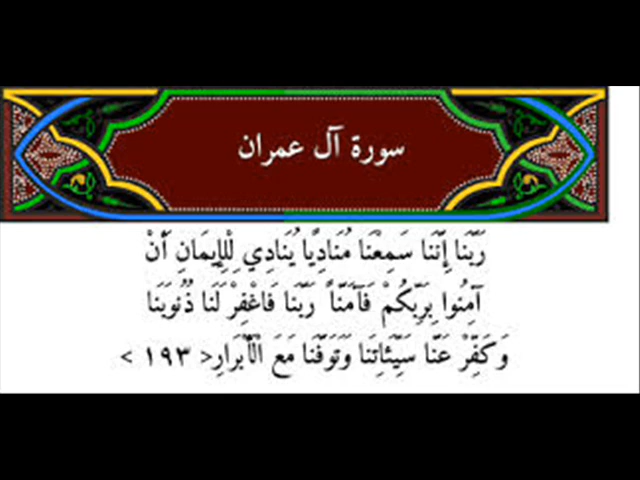 سورة آل عمران
رَبَّنَا إِنَّنَا سَمِعْنَا مُنَادِيًا يُنَادِي لِلْإِيمَانِ أَنْ
آمِنُوا بِرَبِّكُمْ فَآمَنَّا ۚ رَبَّنَا فَاغْفِرْ لَنَا ذُنُوبَنَا
وَكَفِّرْ عَنَّا سَيِّئَاتِنَا وَتَوَفَّنَا مَعَ الْأَبْرَارِ< ١٩٣ >